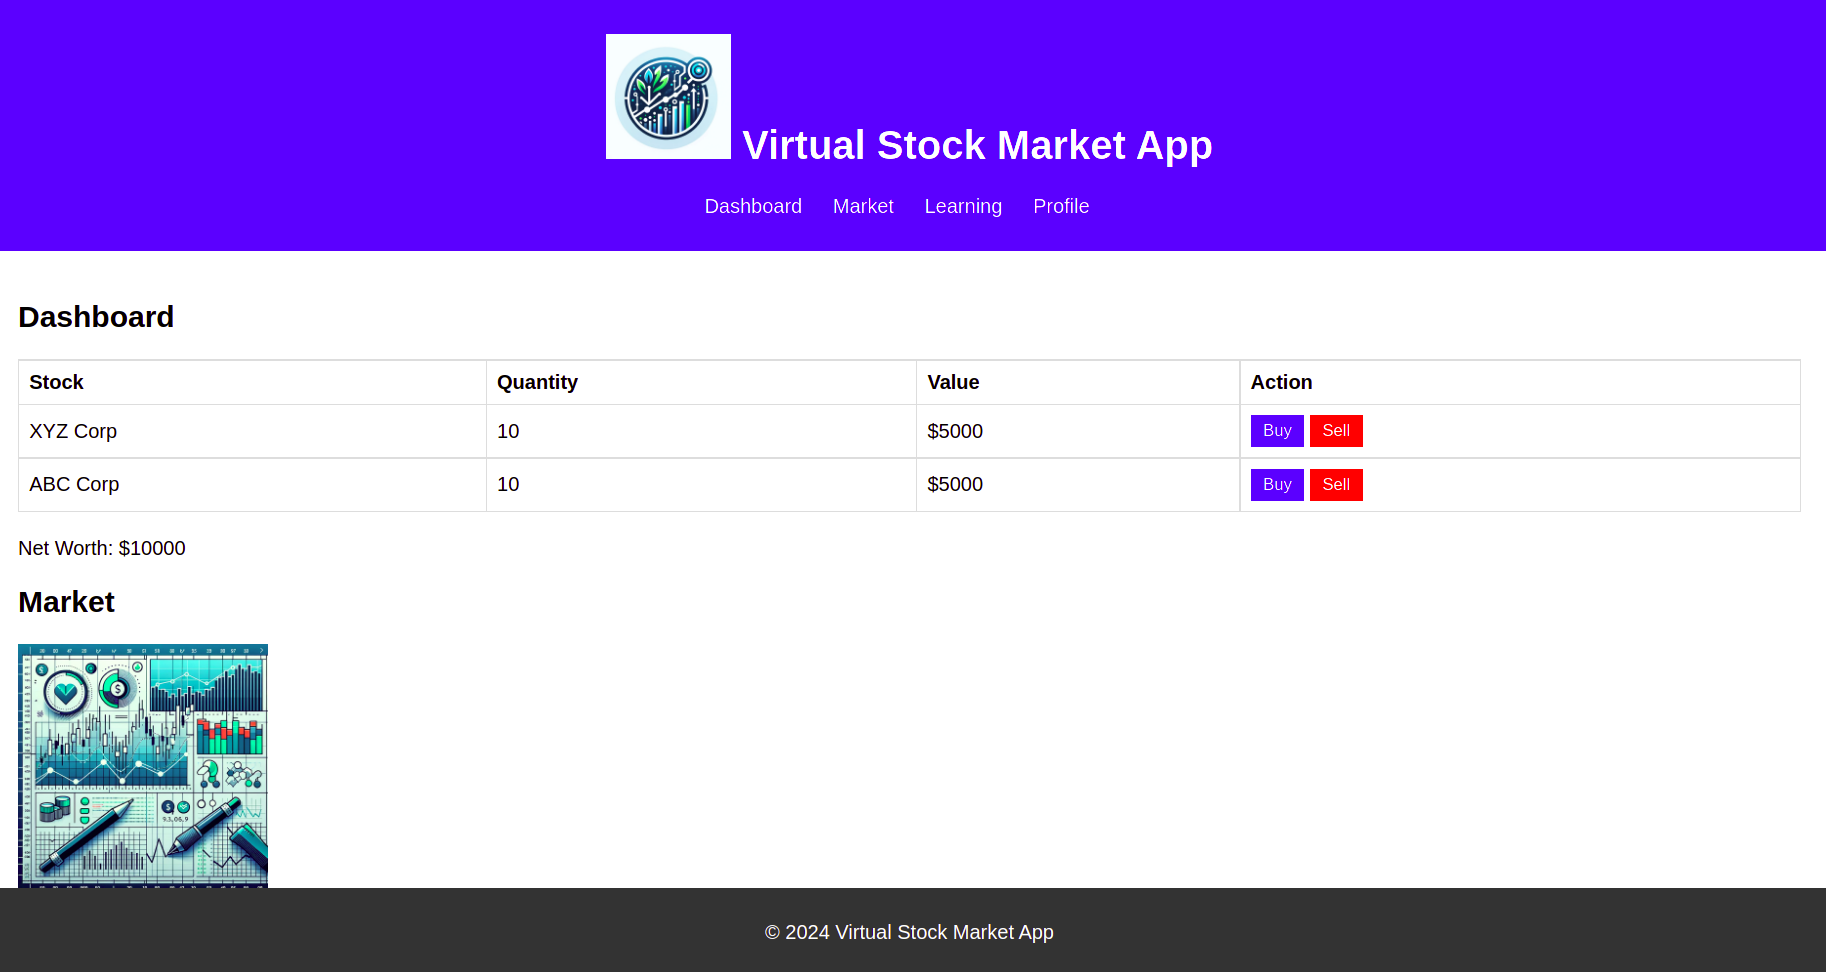 Virtual Stock Market App
Dashboard Market Learning Profile
Dashboard
Stock Quantity Value Action
XYZ Corp 10 $5000 Buy Sell
ABC Corp 10 $5000 Buy Sell
Net Worth: $10000
Market
© 2024 Virtual Stock Market App